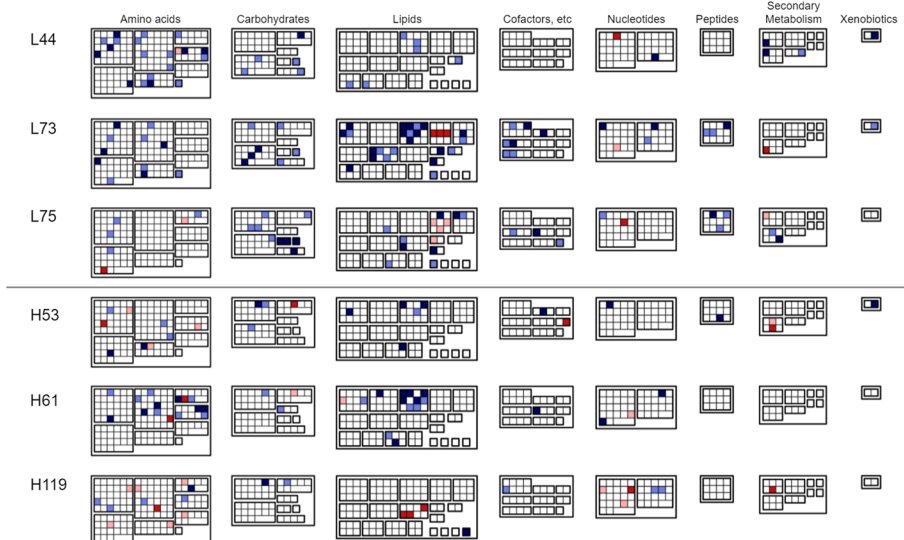 Amino acids Carbohydrates Lipids Cofactors, etc Nucleotides Peptides Secondary Metabolism Xenobiotics
L44
L73
L75
H53
H61
H119